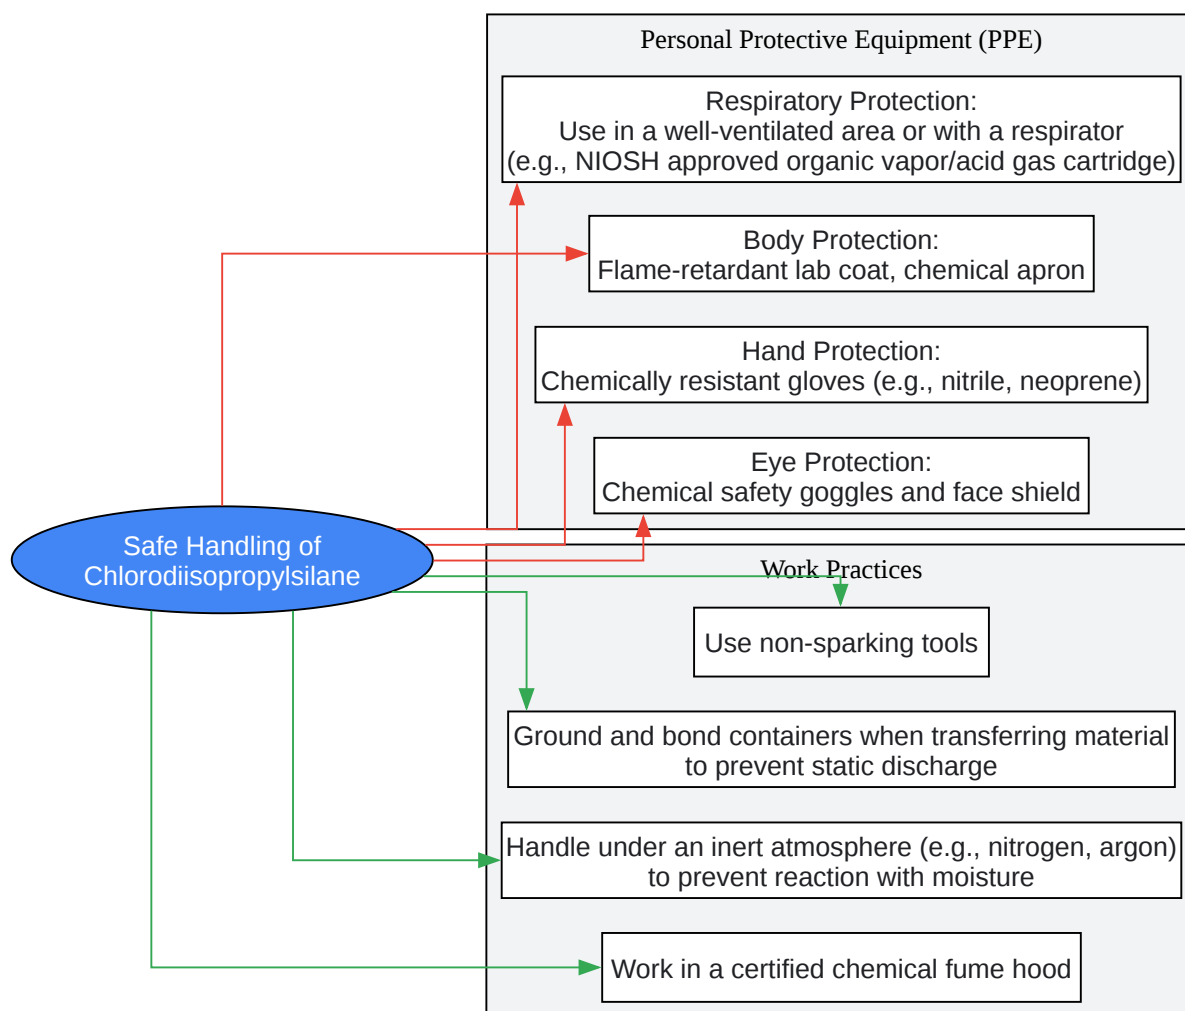 Personal Protective Equipment (PPE)
Respiratory Protection:
Use in a well-ventilated area or with a respirator
(e.g., NIOSH approved organic vapor/acid gas cartridge)
Body Protection:
Flame-retardant lab coat, chemical apron
Hand Protection:
Chemically resistant gloves (e.g., nitrile, neoprene)
Eye Protection:
Chemical safety goggles and face shield
Safe Handling of
Chlorodiisopropylsilane
Work Practices
Use non-sparking tools
Ground and bond containers when transferring material
to prevent static discharge
Handle under an inert atmosphere (e.g., nitrogen, argon)
to prevent reaction with moisture
Work in a certified chemical fume hood